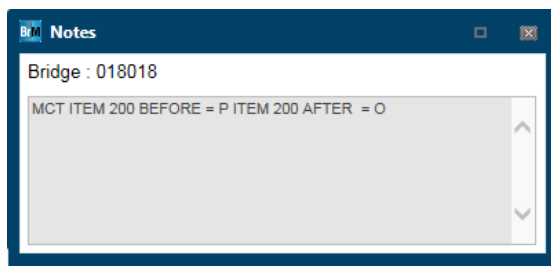 BrM Notes
Bridge : 018018
MCT ITEM 200 BEFORE = P ITEM 200 AFTER = O